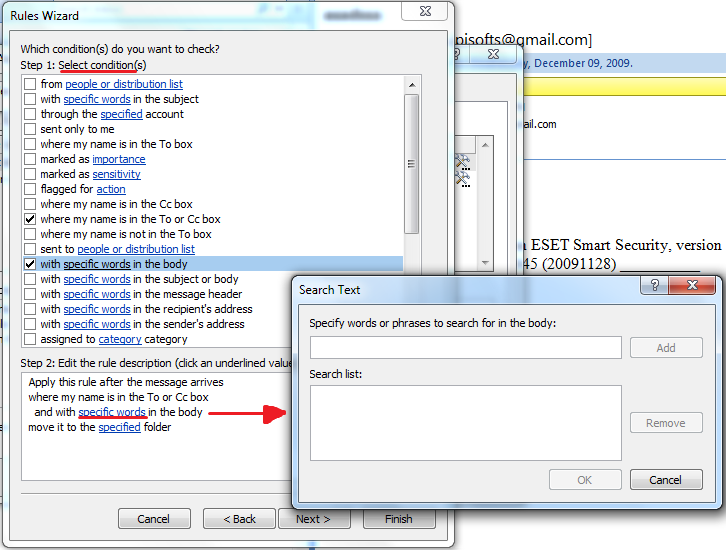 Rules Wizard
Which condition(s) do you want to check?
Step 1: Select condition(s)
from people or distribution list
with specific words in the subject
through the specified account
sent only to me
where my name is in the To box
marked as importance
marked as sensitivity
flagged for action
where my name is in the Cc box
where my name is in the To or Cc box
where my name is not in the To box
sent to people or distribution list
with specific words in the body
with specific words in the subject or body
with specific words in the message header
with specific words in the recipient's address
with specific words in the sender's address
assigned to category category
Step 2: Edit the rule description (click an underlined value
Apply this rule after the message arrives
where my name is in the To or Cc box
and with specific words in the body
move it to the specified folder
Cancel
< Back
Next >
Finish
pisofts@gmail.com]
y, December 09, 2009.
ail.com
ESET Smart Security, version
45 (20091128)
Search Text
Specify words or phrases to search for in the body:
Add
Search list:
Remove
OK
Cancel